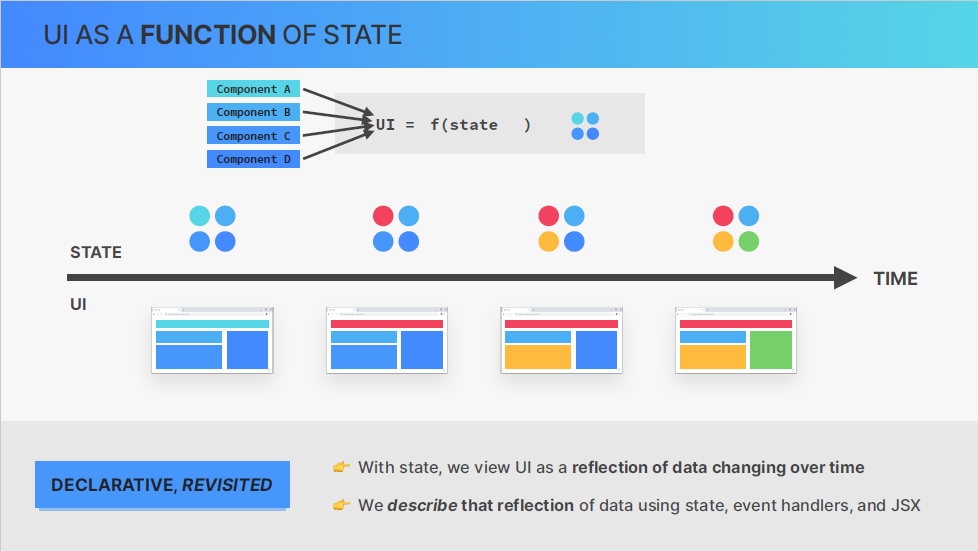 UI AS A FUNCTION OF STATE
Component A
Component B
Component C
Component D
UI = f(state )
STATE
TIME
UI
DECLARATIVE, REVISITED
👉 With state, we view UI as a reflection of data changing over time
👉 We describe that reflection of data using state, event handlers, and JSX